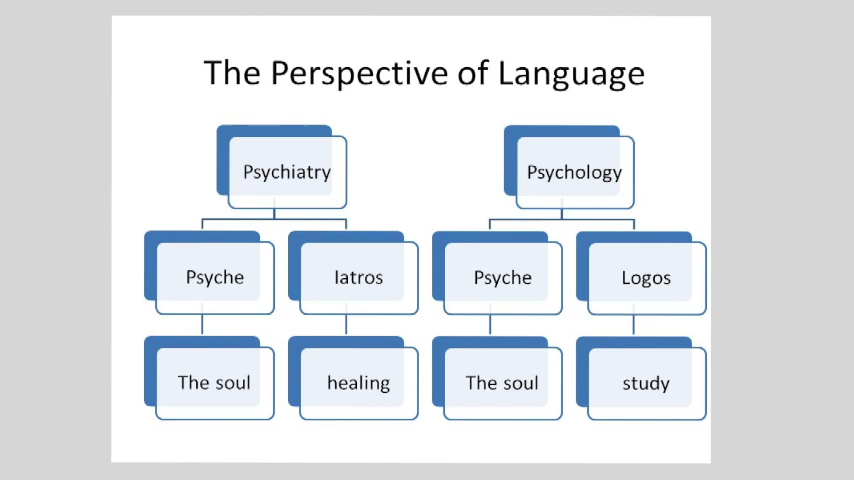 The Perspective of Language
Psychiatry
Psychology
Psyche
Iatros
Psyche
Logos
The soul
healing
The soul
study